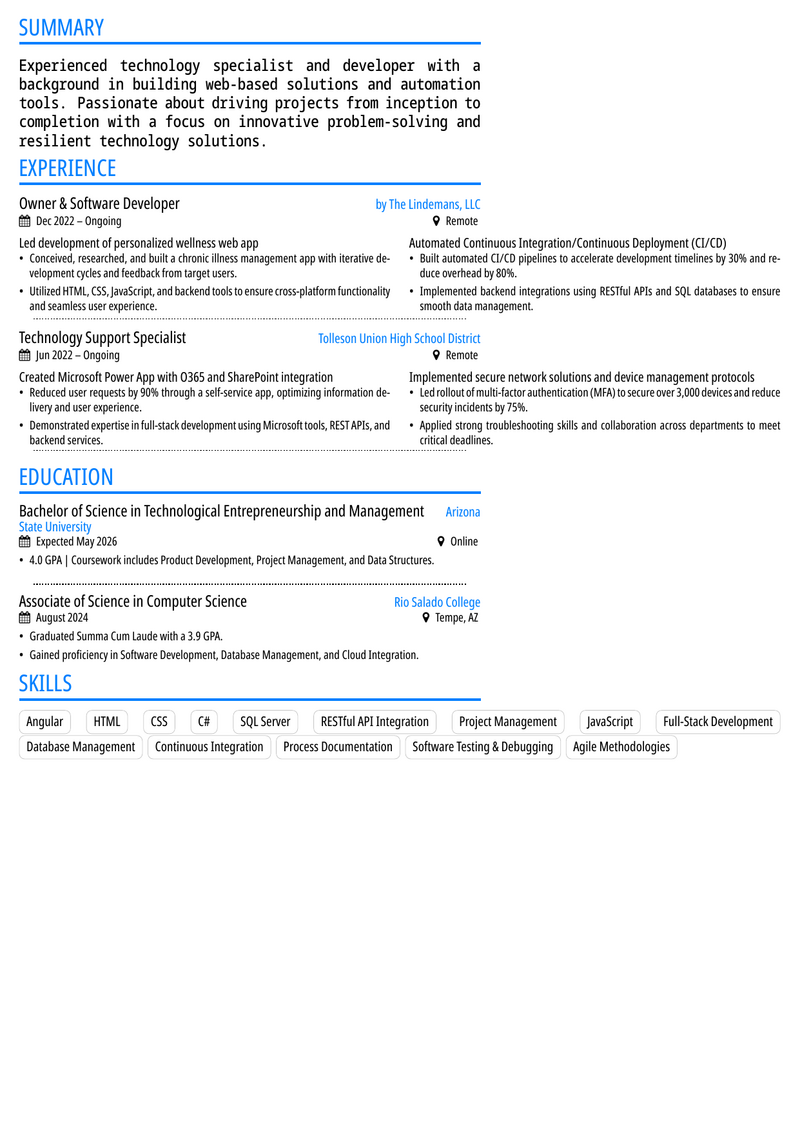 SUMMARY
Experienced technology specialist and developer with a
background in building web-based solutions and automation
tools. Passionate about driving projects from inception to
completion with a focus on innovative problem-solving and
resilient technology solutions.
EXPERIENCE
Owner & Software Developer by The Lindemans, LLC
Dec 2022 – Ongoing Remote
Led development of personalized wellness web app
• Conceived, researched, and built a chronic illness management app with iterative de-
velopment cycles and feedback from target users.
• Utilized HTML, CSS, JavaScript, and backend tools to ensure cross-platform functionality
and seamless user experience.
Automated Continuous Integration/Continuous Deployment (CI/CD)
• Built automated CI/CD pipelines to accelerate development timelines by 30% and re-
duce overhead by 80%.
• Implemented backend integrations using RESTful APIs and SQL databases to ensure
smooth data management.
Technology Support Specialist Tolleson Union High School District
Jun 2022 – Ongoing Remote
Created Microsoft Power App with O365 and SharePoint integration
• Reduced user requests by 90% through a self-service app, optimizing information de-
livery and user experience.
• Demonstrated expertise in full-stack development using Microsoft tools, REST APIs, and
backend services.
Implemented secure network solutions and device management protocols
• Led rollout of multi-factor authentication (MFA) to secure over 3,000 devices and reduce
security incidents by 75%.
• Applied strong troubleshooting skills and collaboration across departments to meet
critical deadlines.
EDUCATION
Bachelor of Science in Technological Entrepreneurship and Management Arizona
State University
Expected May 2026 Online
• 4.0 GPA | Coursework includes Product Development, Project Management, and Data Structures.
Associate of Science in Computer Science Rio Salado College
August 2024 Tempe, AZ
• Graduated Summa Cum Laude with a 3.9 GPA.
• Gained proficiency in Software Development, Database Management, and Cloud Integration.
SKILLS
Angular HTML CSS C# SQL Server RESTful API Integration Project Management JavaScript Full-Stack Development
Database Management Continuous Integration Process Documentation Software Testing & Debugging Agile Methodologies